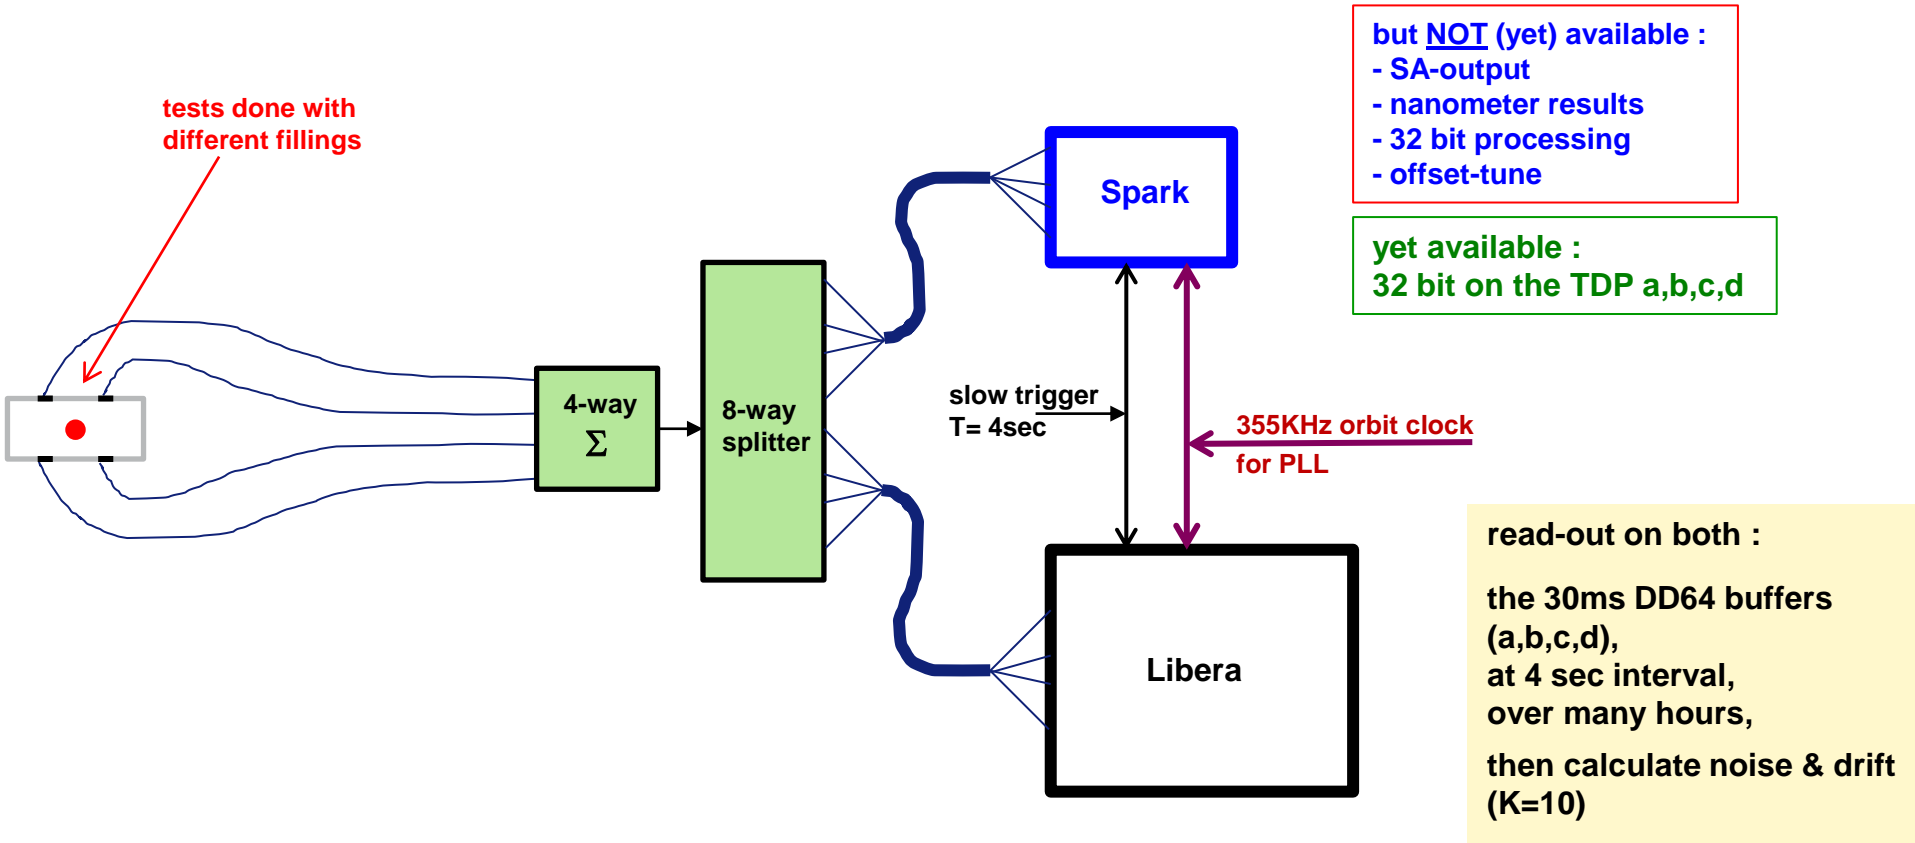 tests done with
different fillings
4-way
Σ
8-way
splitter
Spark
slow trigger
T= 4sec
355KHz orbit clock
for PLL
Libera
but NOT (yet) available :
- SA-output
- nanometer results
- 32 bit processing
- offset-tune
yet available :
32 bit on the TDP a,b,c,d
read-out on both :
the 30ms DD64 buffers
(a,b,c,d),
at 4 sec interval,
over many hours,
then calculate noise & drift
(K=10)